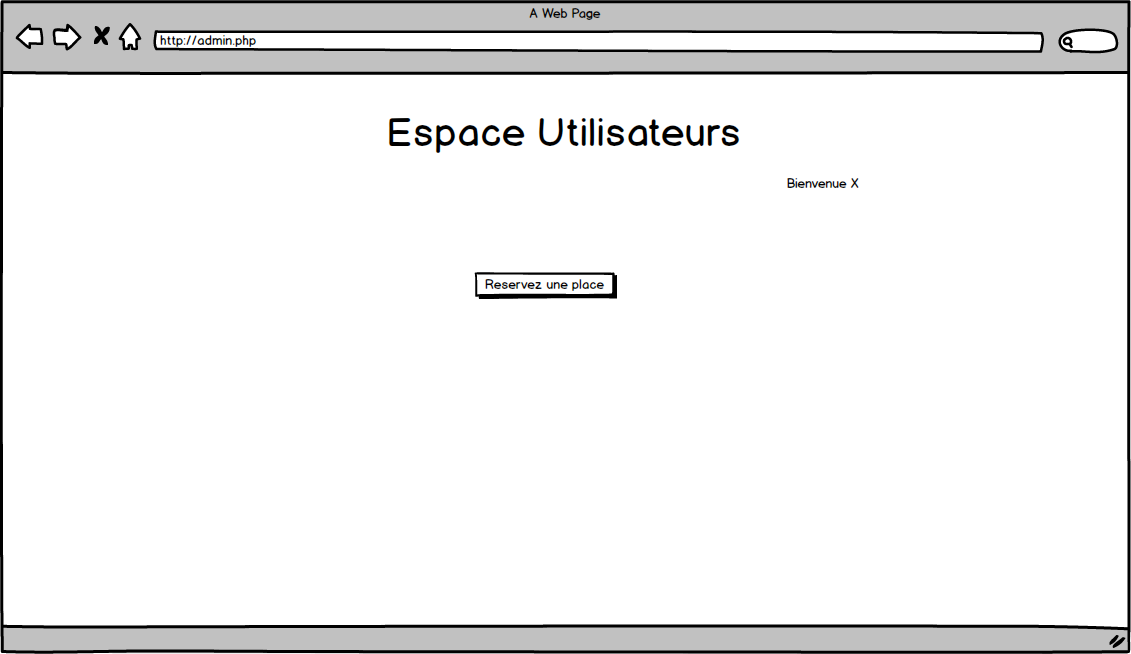 A Web Page
http://admin.php
Espace Utilisateurs
Bienvenue X
Reservez une place